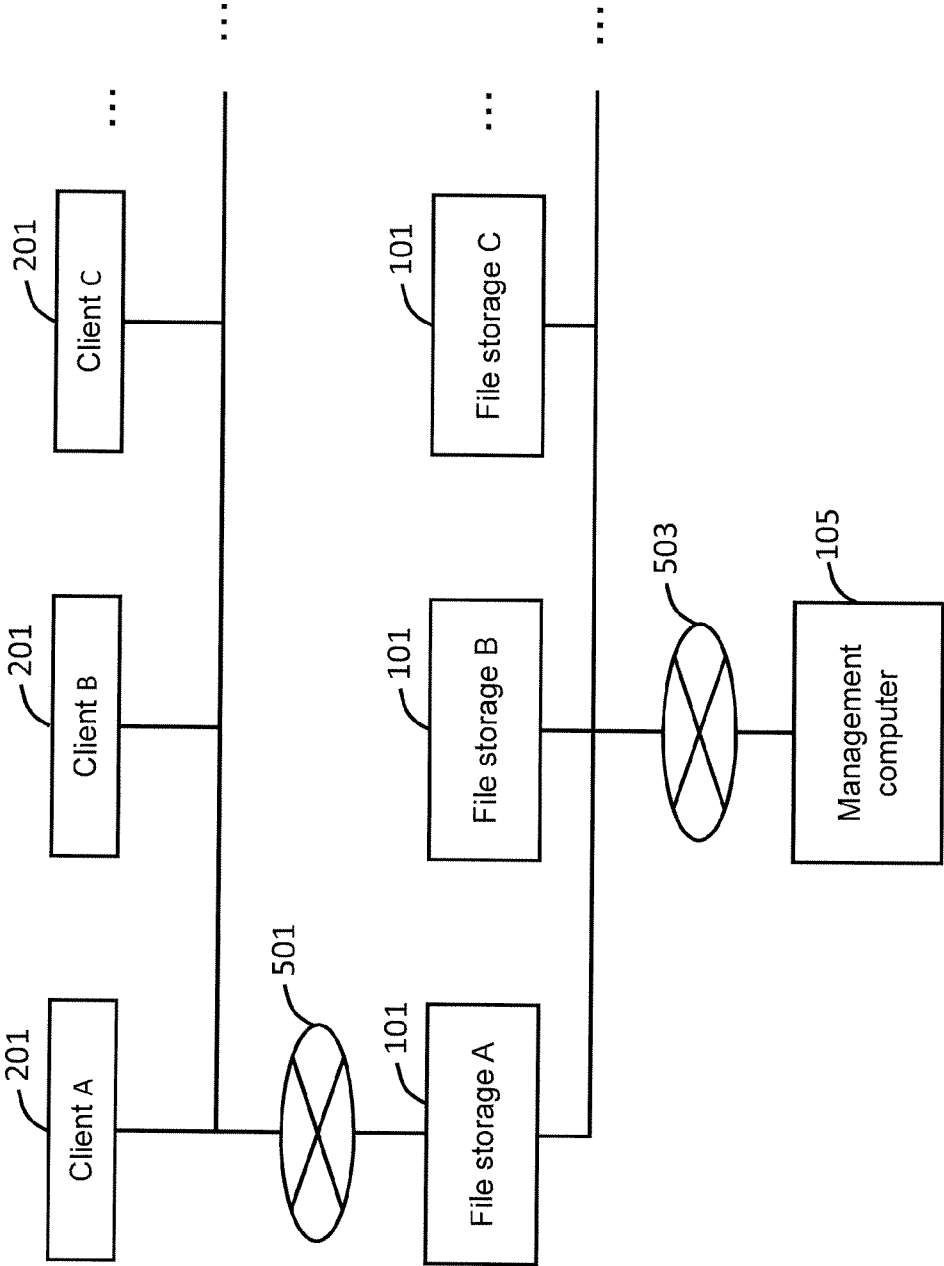 201
Client A
201
Client B
201
Client C
...
...
501
101
File storage A
101
File storage B
101
File storage C
...
...
503
105
Management
computer